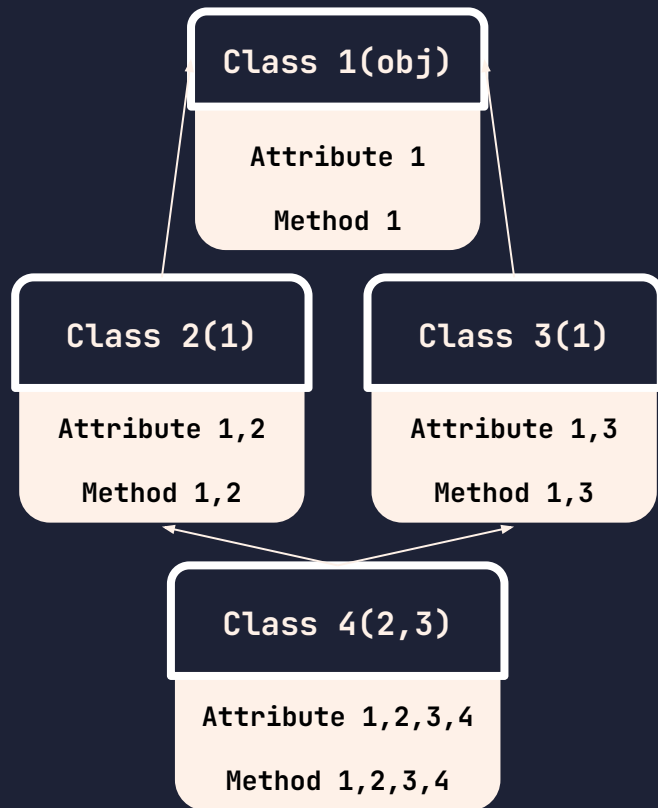 Class 1(obj)
Attribute 1
Method 1
Class 2(1)
Attribute 1,2
Method 1,2
Class 3(1)
Attribute 1,3
Method 1,3
Class 4(2,3)
Attribute 1,2,3,4
Method 1,2,3,4